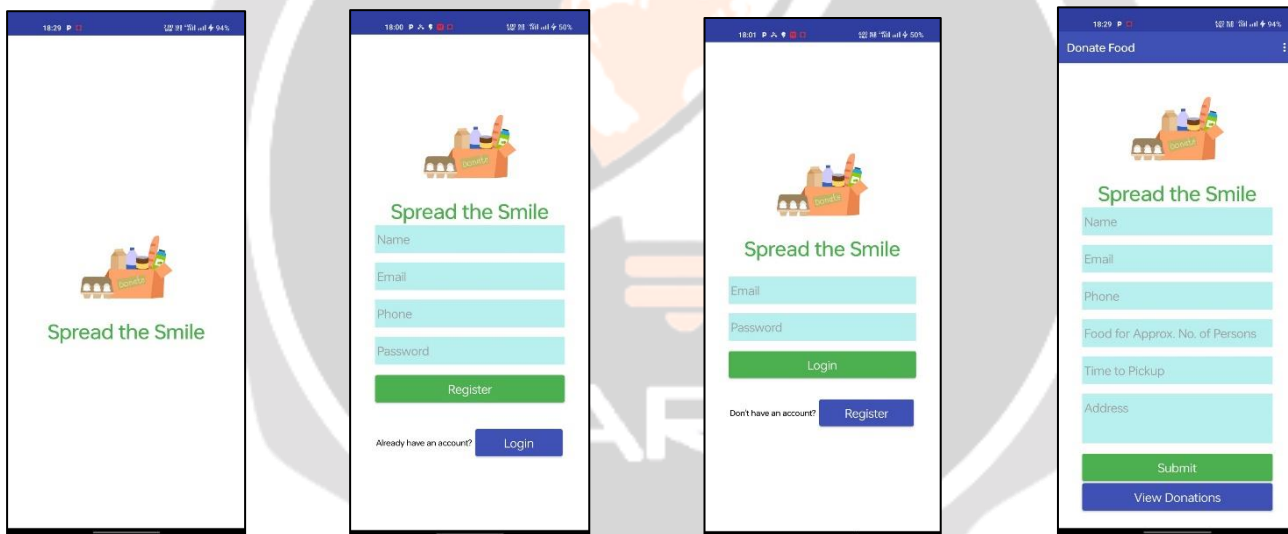 18:29 P
94%
Donate
Spread the Smile
18:00 P
50%
Donate
Spread the Smile
Name
Email
Phone
Password
Register
Already have an account?
Login
18:01 P
50%
Donate
Spread the Smile
Email
Password
Login
Don't have an account?
Register
18:29 P
94%
Donate Food
Donate
Spread the Smile
Name
Email
Phone
Food for Approx. No. of Persons
Time to Pickup
Address
Submit
View Donations
AR